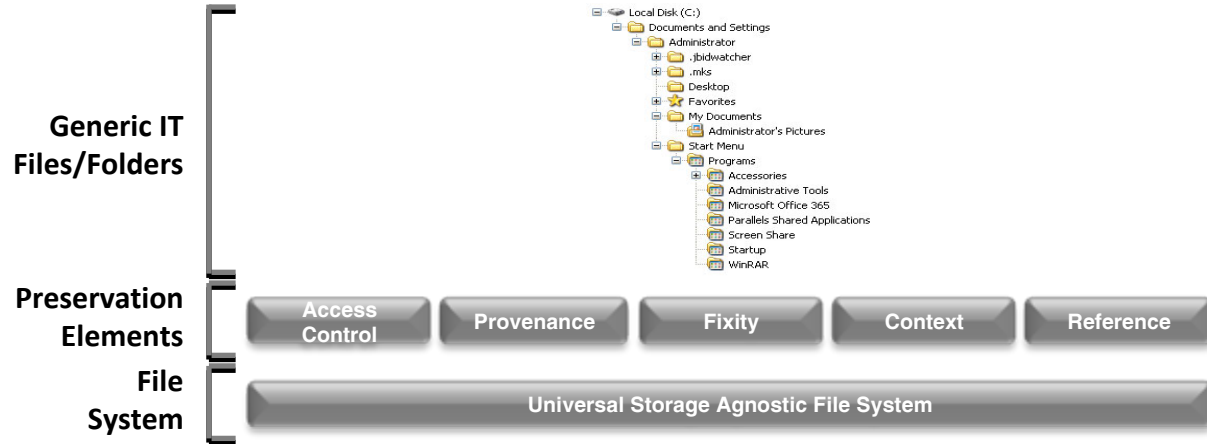 Generic IT
Files/Folders
Local Disk (C:)
Documents and Settings
Administrator
.jbidwatcher
.mks
Desktop
Favorites
My Documents
Administrator's Pictures
Start Menu
Programs
Accessories
Administrative Tools
Microsoft Office 365
Parallels Shared Applications
Screen Share
Startup
WinRAR
Preservation
Elements
Access
Control
Provenance
Fixity
Context
Reference
File
System
Universal Storage Agnostic File System